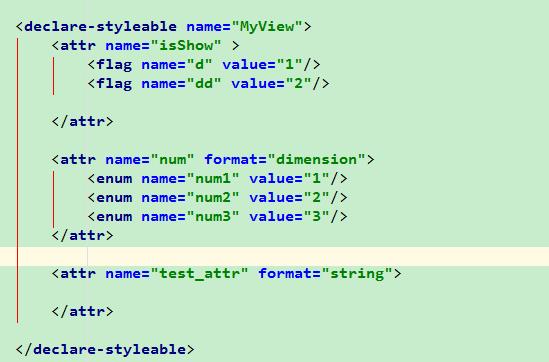 <declare-styleable name="MyView">
<attr name="isShow" >
<flag name="d" value="1"/>
<flag name="dd" value="2"/>
</attr>
<attr name="num" format="dimension">
<enum name="num1" value="1"/>
<enum name="num2" value="2"/>
<enum name="num3" value="3"/>
</attr>
<attr name="test_attr" format="string">
</attr>
</declare-styleable>